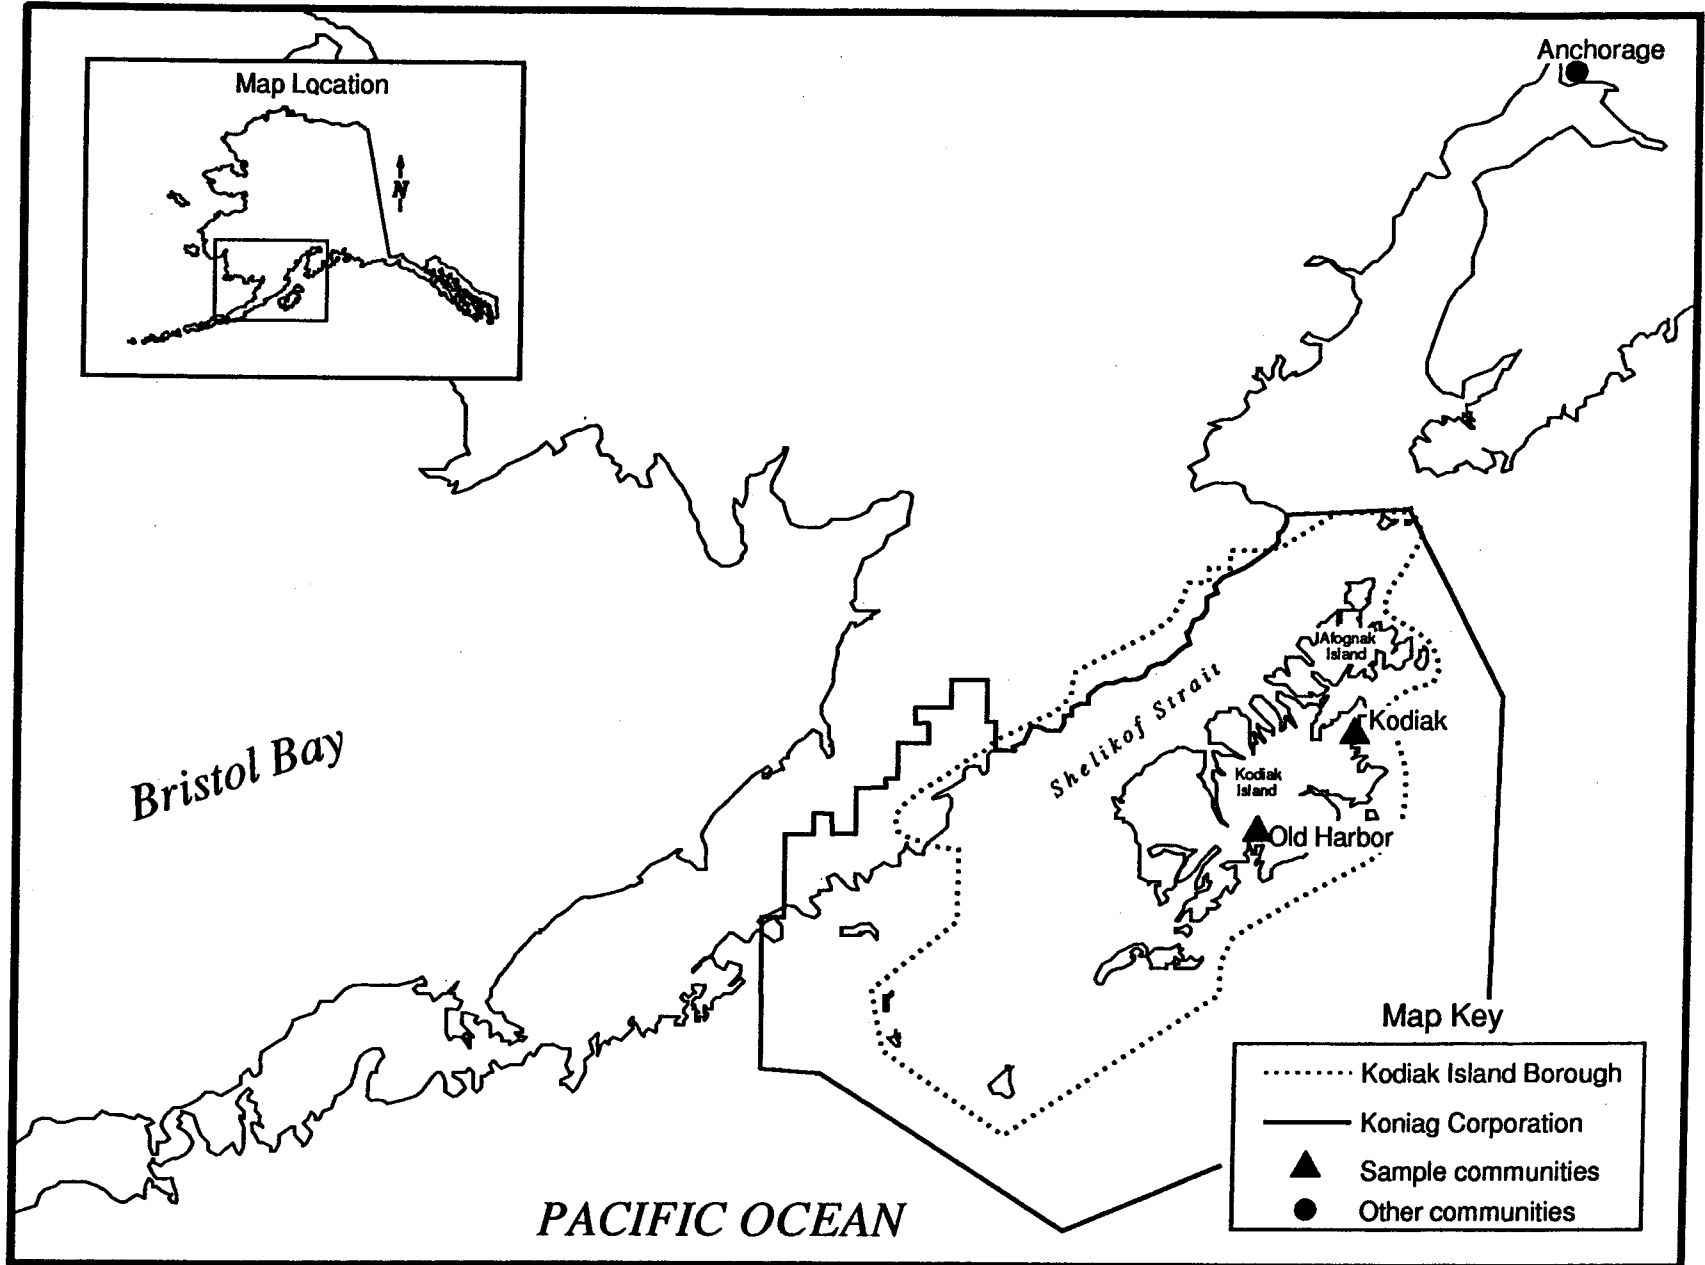 Anchorage
Map Location
N
Afognak
Island
Shelikof Strait
Kodiak
Bristol Bay
Kodiak
Island
Old Harbor
Map Key
Kodiak Island Borough
Koniag Corporation
Sample communities
Other communities
PACIFIC OCEAN